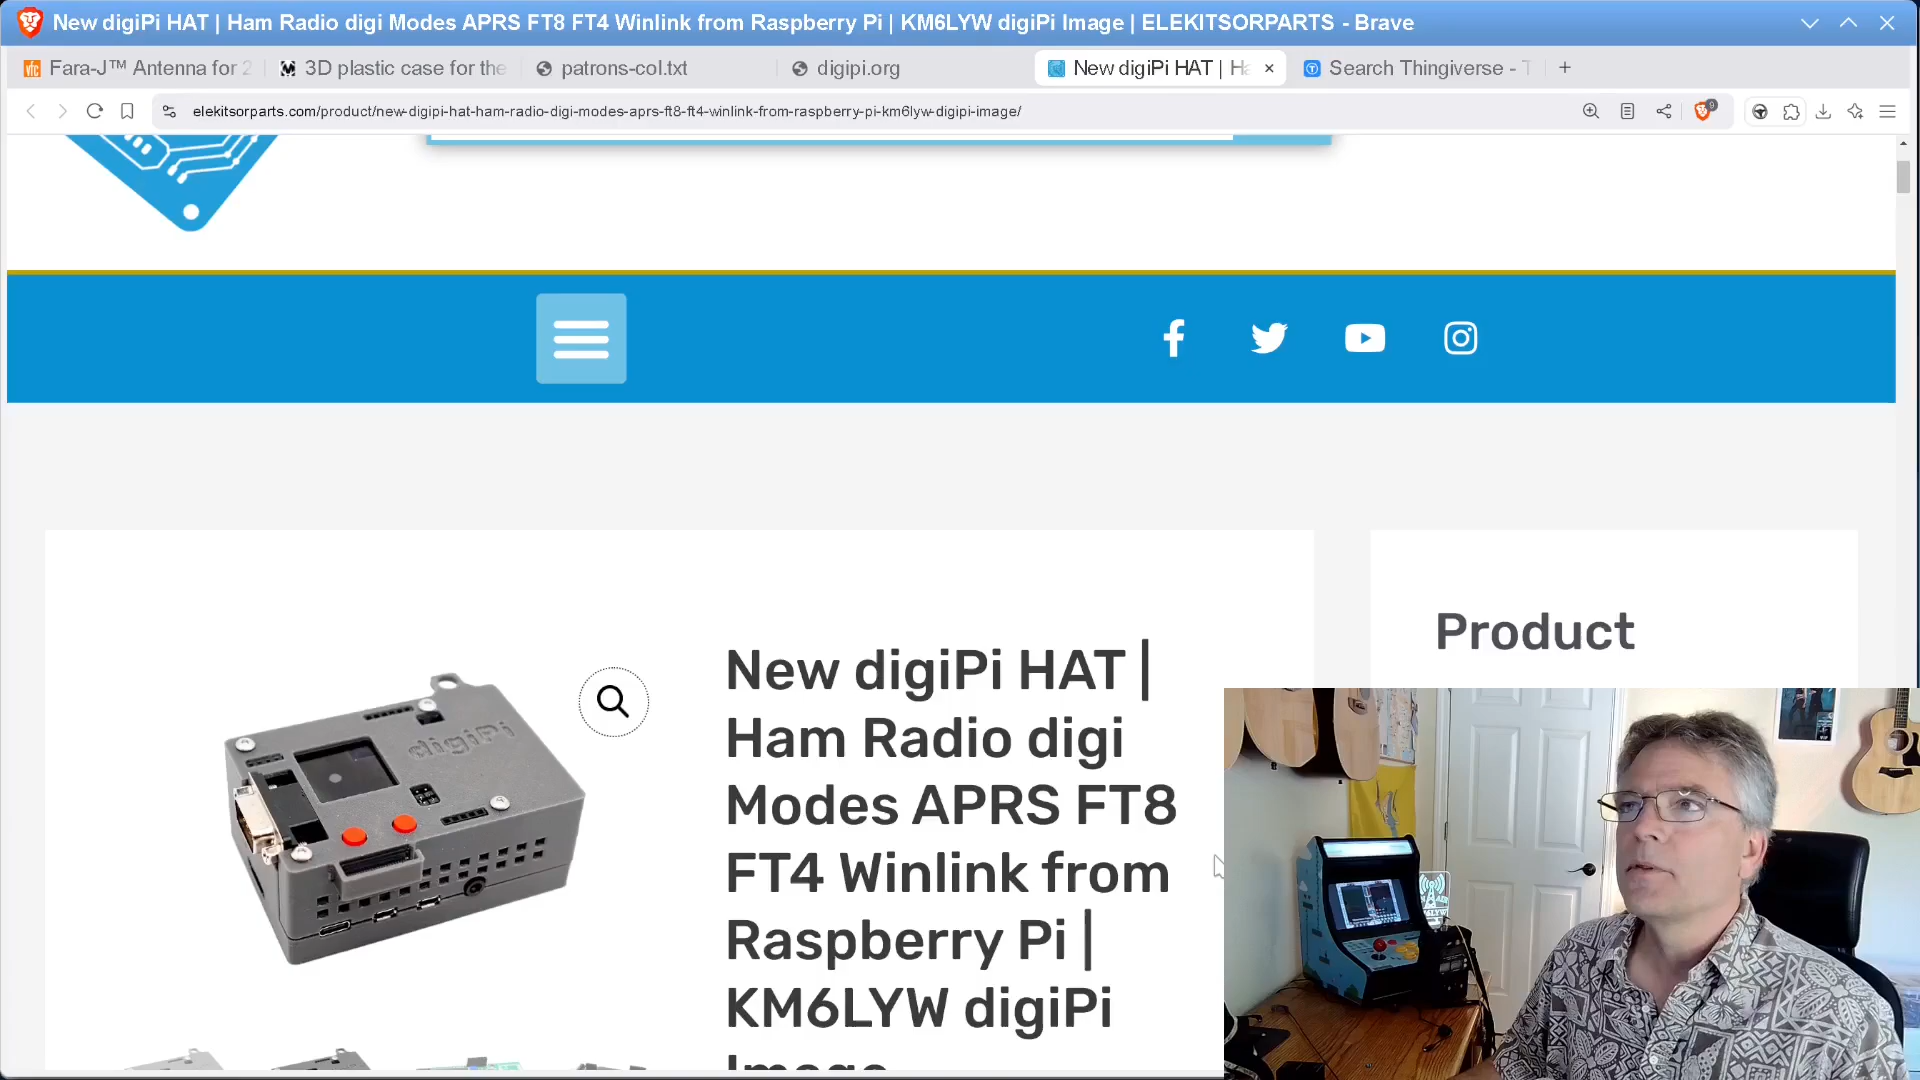 New digiPi HAT | Ham Radio digi Modes APRS FT8 FT4 Winlink from Raspberry Pi | KM6LYW digiPi Image | ELEKITSORPARTS - Brave
Fara-J™ Antenna for 2
3D plastic case for the
patrons-col.txt
digipi.org
New digiPi HAT | Ha
Search Thingiverse - T
elekitsorparts.com/product/new-digipi-hat-ham-radio-digi-modes-aprs-ft8-ft4-winlink-from-raspberry-pi-km6lyw-digipi-image/
9
digiPi
New digiPi HAT |
Ham Radio digi
Modes APRS FT8
FT4 Winlink from
Raspberry Pi |
KM6LYW digiPi
Image
Product